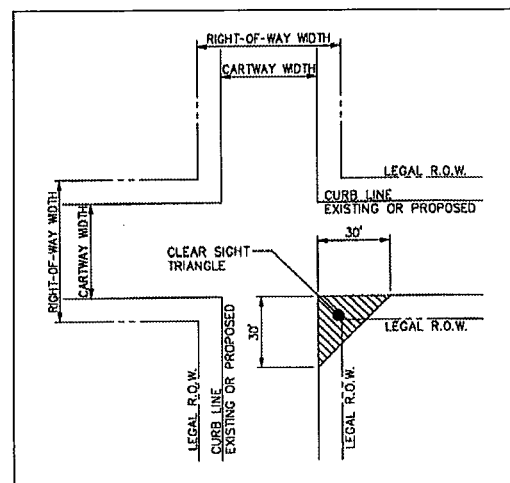 RIGHT-OF-WAY WIDTH
CARTWAY WIDTH
LEGAL R.O.W.
CURB LINE
EXISTING OR PROPOSED
RIGHT-OF-WAY WIDTH
CARTWAY WIDTH
30'
CLEAR SIGHT
TRIANGLE
30'
LEGAL R.O.W.
LEGAL R.O.W.
CURB LINE
EXISTING OR PROPOSED
LEGAL R.O.W.